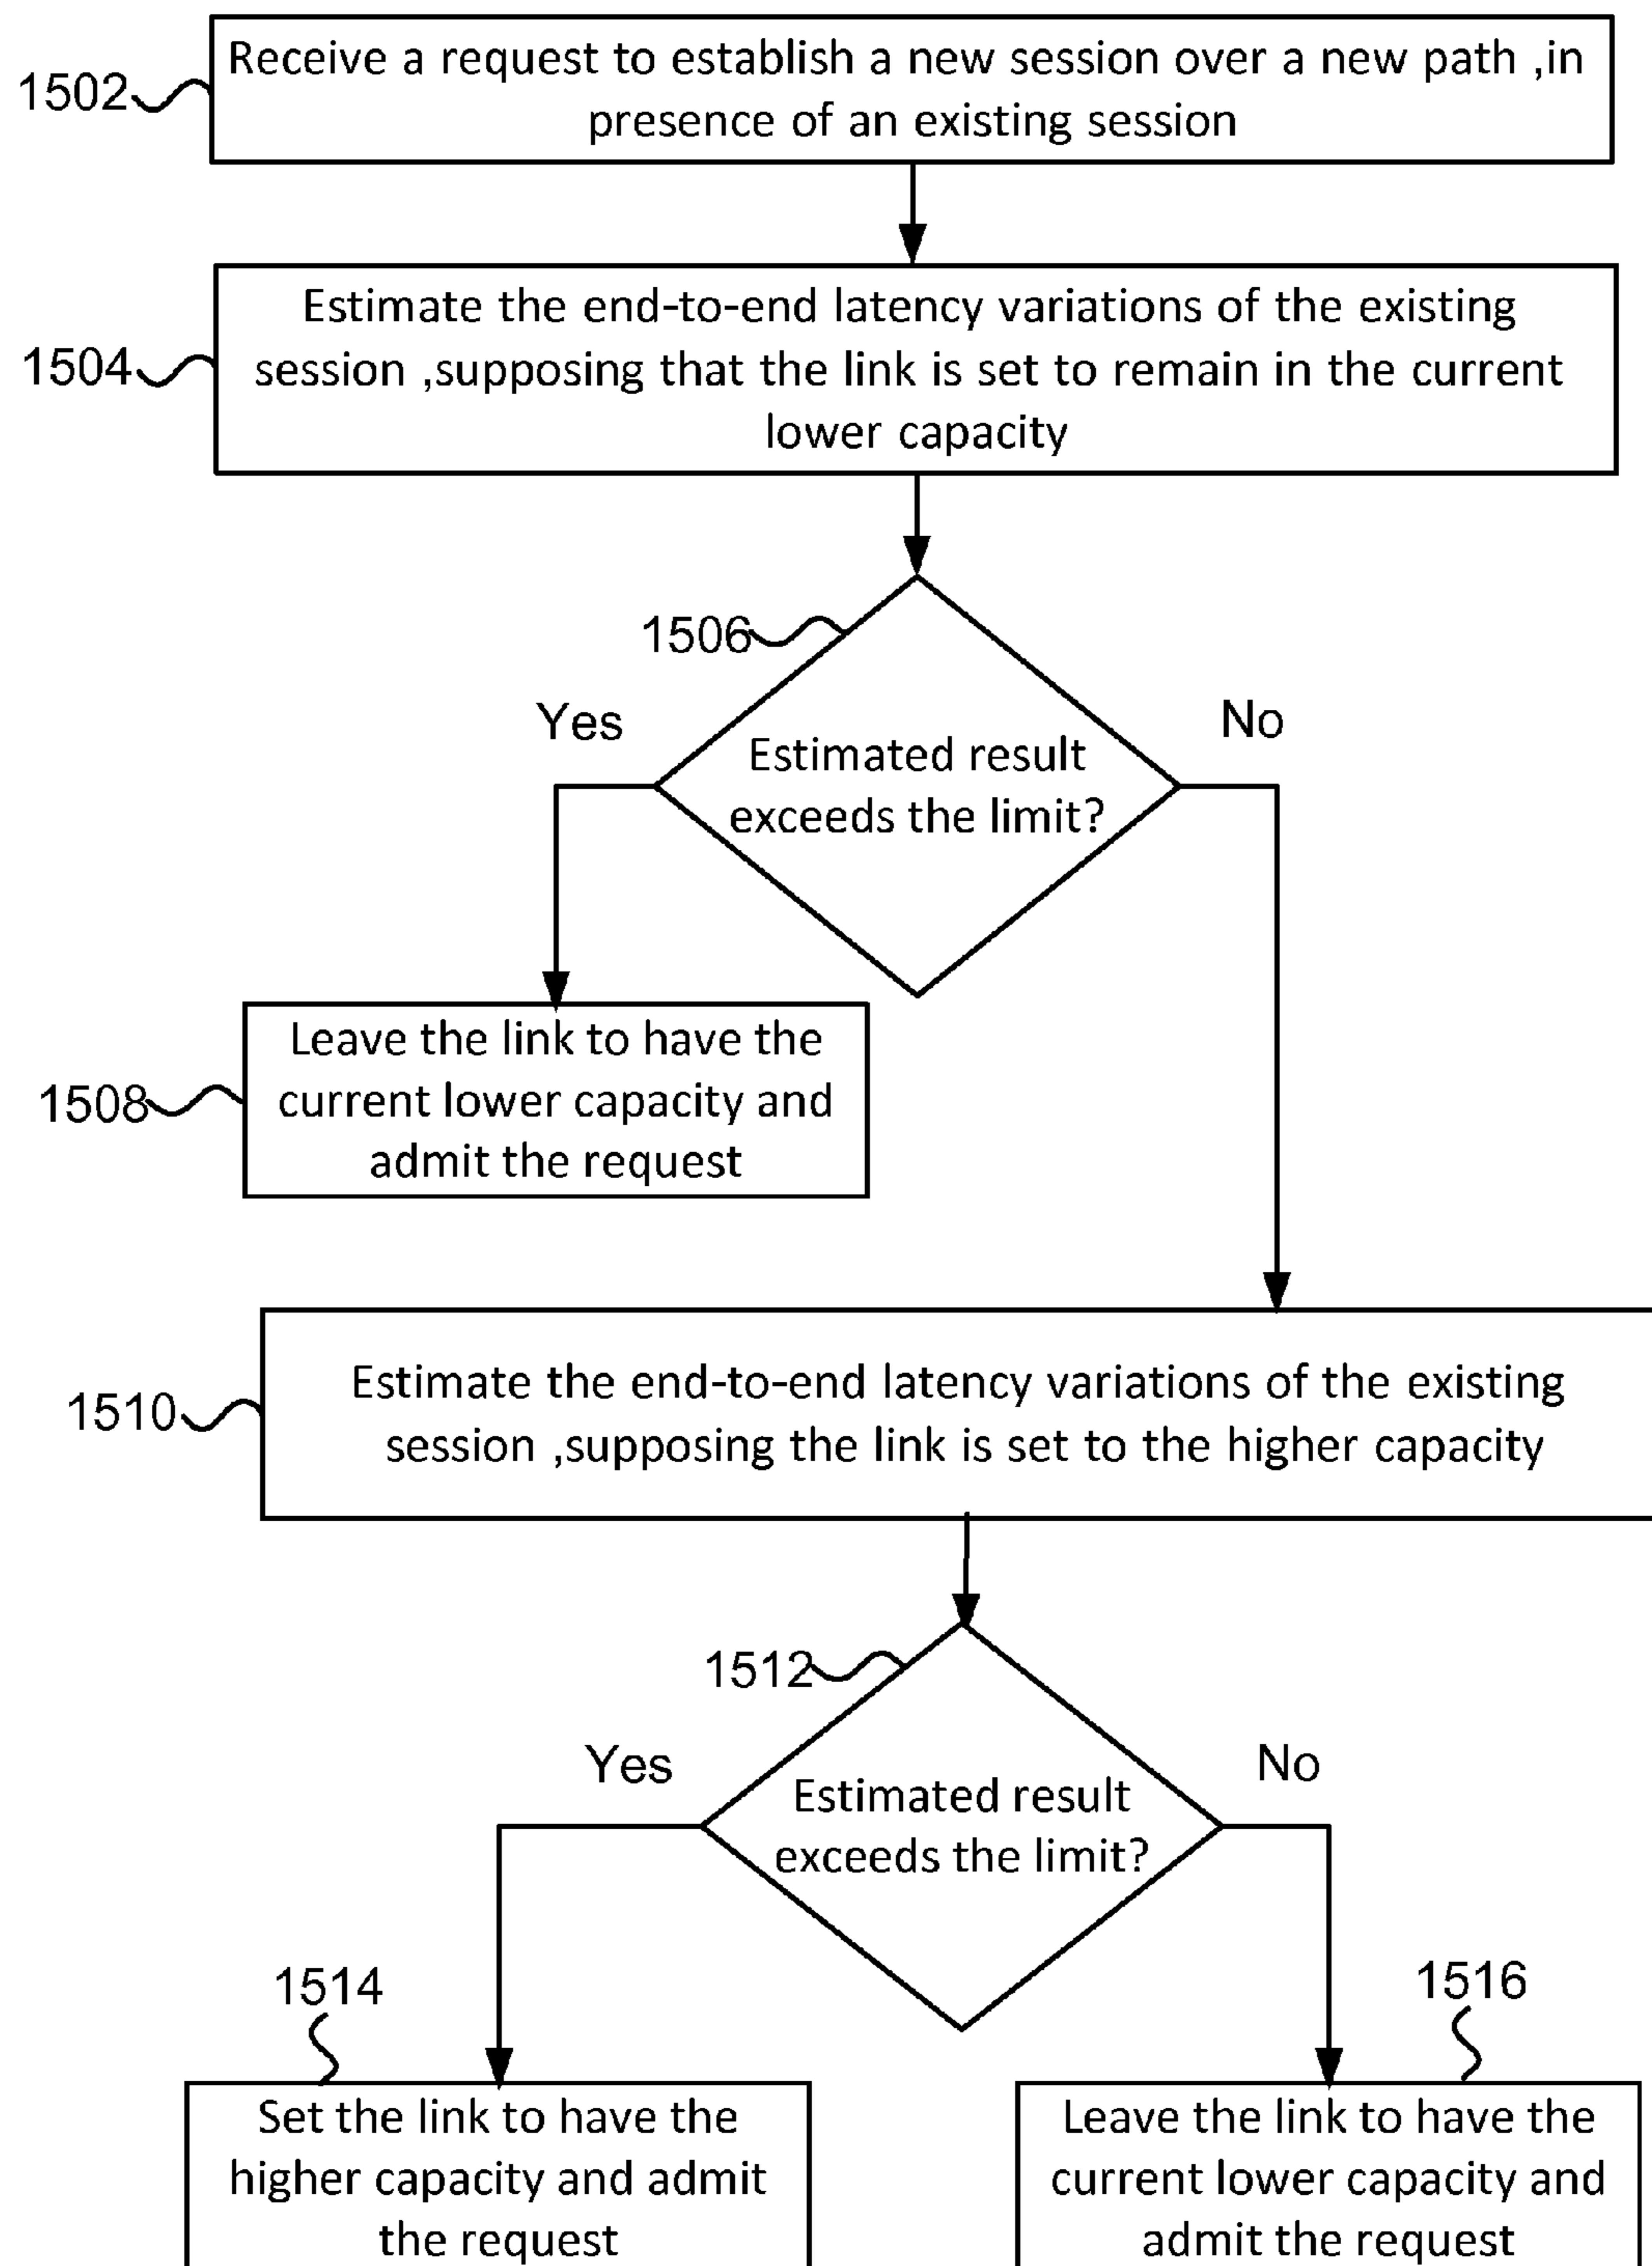 1502
Receive a request to establish a new session over a new path ,in
presence of an existing session
1504
Estimate the end-to-end latency variations of the existing
session ,supposing that the link is set to remain in the current
lower capacity
1506
Yes
No
Estimated result
exceeds the limit?
1508
Leave the link to have the
current lower capacity and
admit the request
1510
Estimate the end-to-end latency variations of the existing
session ,supposing the link is set to the higher capacity
1512
Yes
No
Estimated result
exceeds the limit?
1514
Set the link to have the
higher capacity and admit
the request
1516
Leave the link to have the
current lower capacity and
admit the request